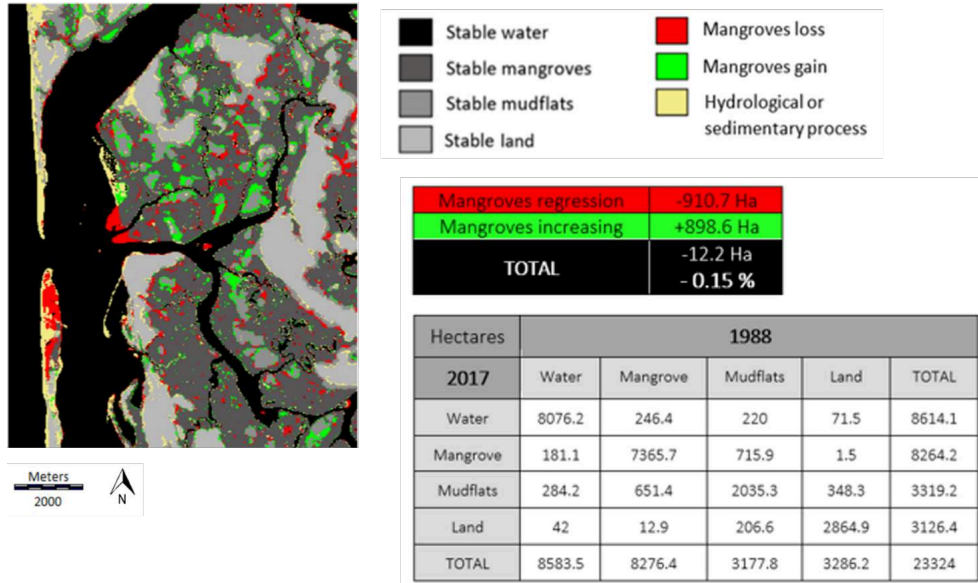 Stable water
Stable mangroves
Stable mudflats
Stable land
Mangroves loss
Mangroves gain
Hydrological or
sedimentary process
Mangroves regression -910.7 Ha
Mangroves increasing +898.6 Ha
TOTAL -12.2 Ha
- 0.15 %
Hectares 1988
2017 Water Mangrove Mudflats Land TOTAL
Water 8076.2 246.4 220 71.5 8614.1
Mangrove 181.1 7365.7 715.9 1.5 8264.2
Mudflats 284.2 651.4 2035.3 348.3 3319.2
Land 42 12.9 206.6 2864.9 3126.4
TOTAL 8583.5 8276.4 3177.8 3286.2 23324
Meters
2000
N